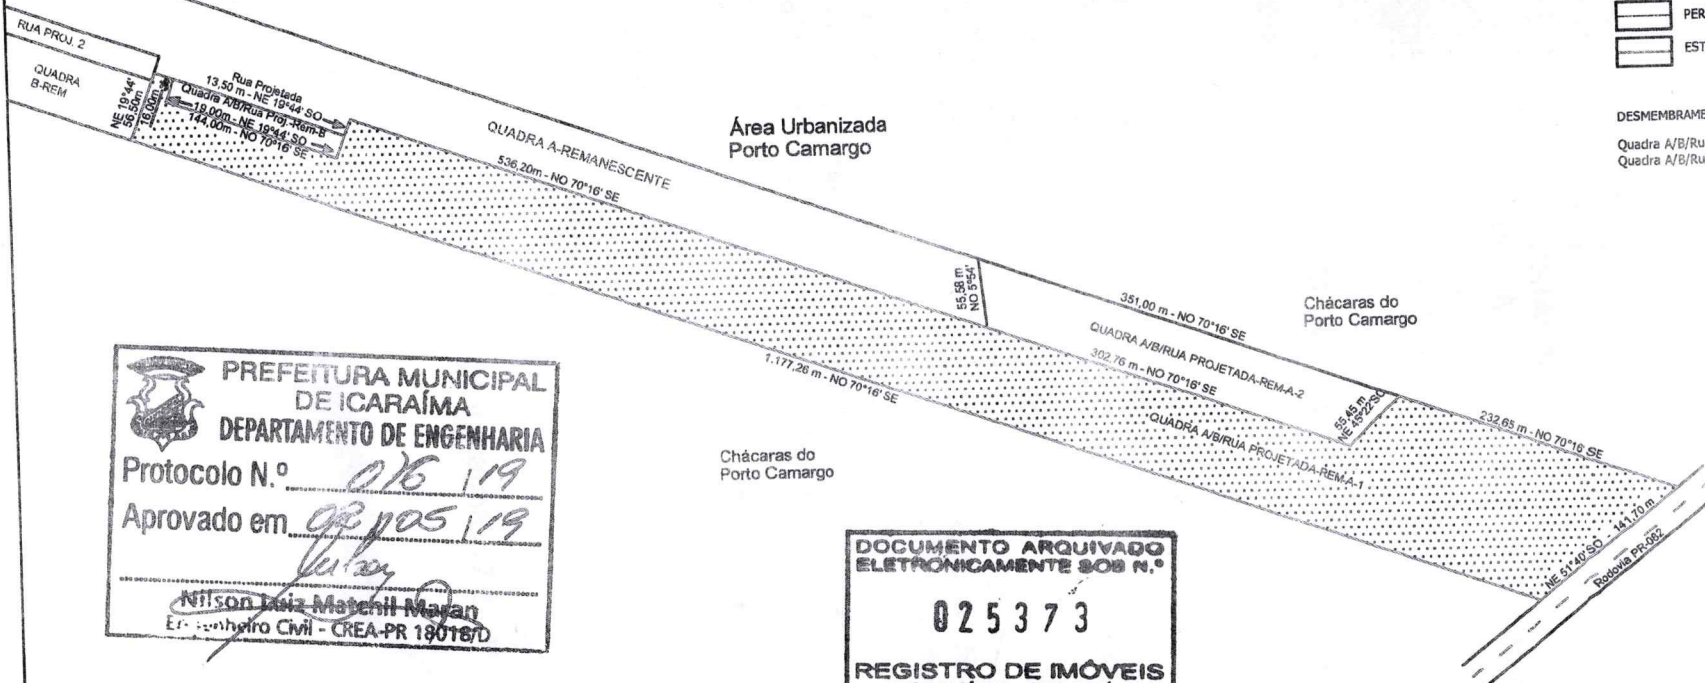 PER
EST
DESMEMBRAME
Quadra A/B/Ru
Quadra A/B/Ru
RUA PROJ. 2
QUADRA
B-REM
NE 19°44'
56,50m
16,00m
Rua Projetada
13,50 m - NE 19°44' SO
Quadra A/B/Rua Proj.-Rem-B
19,00m - NE 19°44' SO
144,00m - NO 70°16' SE
QUADRA A-REMANESCENTE
536,20m - NO 70°16' SE
Área Urbanizada
Porto Camargo
55,58 m
NO 5°54'
351,00 m - NO 70°16' SE
Chácaras do
Porto Camargo
QUADRA A/B/RUA PROJETADA-REM-A-2
302,76 m - NO 70°16' SE
55,45 m
NE 45°22'SO
232,65 m - NO 70°16' SE
1.177,26 m - NO 70°16' SE
QUADRA A/B/RUA PROJETADA-REM-A-1
NE 51°40'SO 141,70 m
Rodovia PR-082
Chácaras do
Porto Camargo
PREFEITURA MUNICIPAL
DE ICARAÍMA
DEPARTAMENTO DE ENGENHARIA
Protocolo N.º 016 / 19
Aprovado em 02 / 05 / 19
Nilson Luiz Matchil Magan
Engenheiro Civil - CREA-PR 18018/D
DOCUMENTO ARQUIVADO
ELETRÔNICAMENTE SOB N.º
025373
REGISTRO DE IMÓVEIS